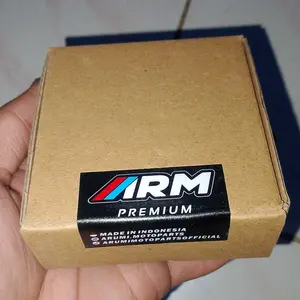 ARM
PREMIUM
MADE IN INDONESIA
ARUMI.MOTOPARTS
ARUMIMOTOPARTSOFFICIAL